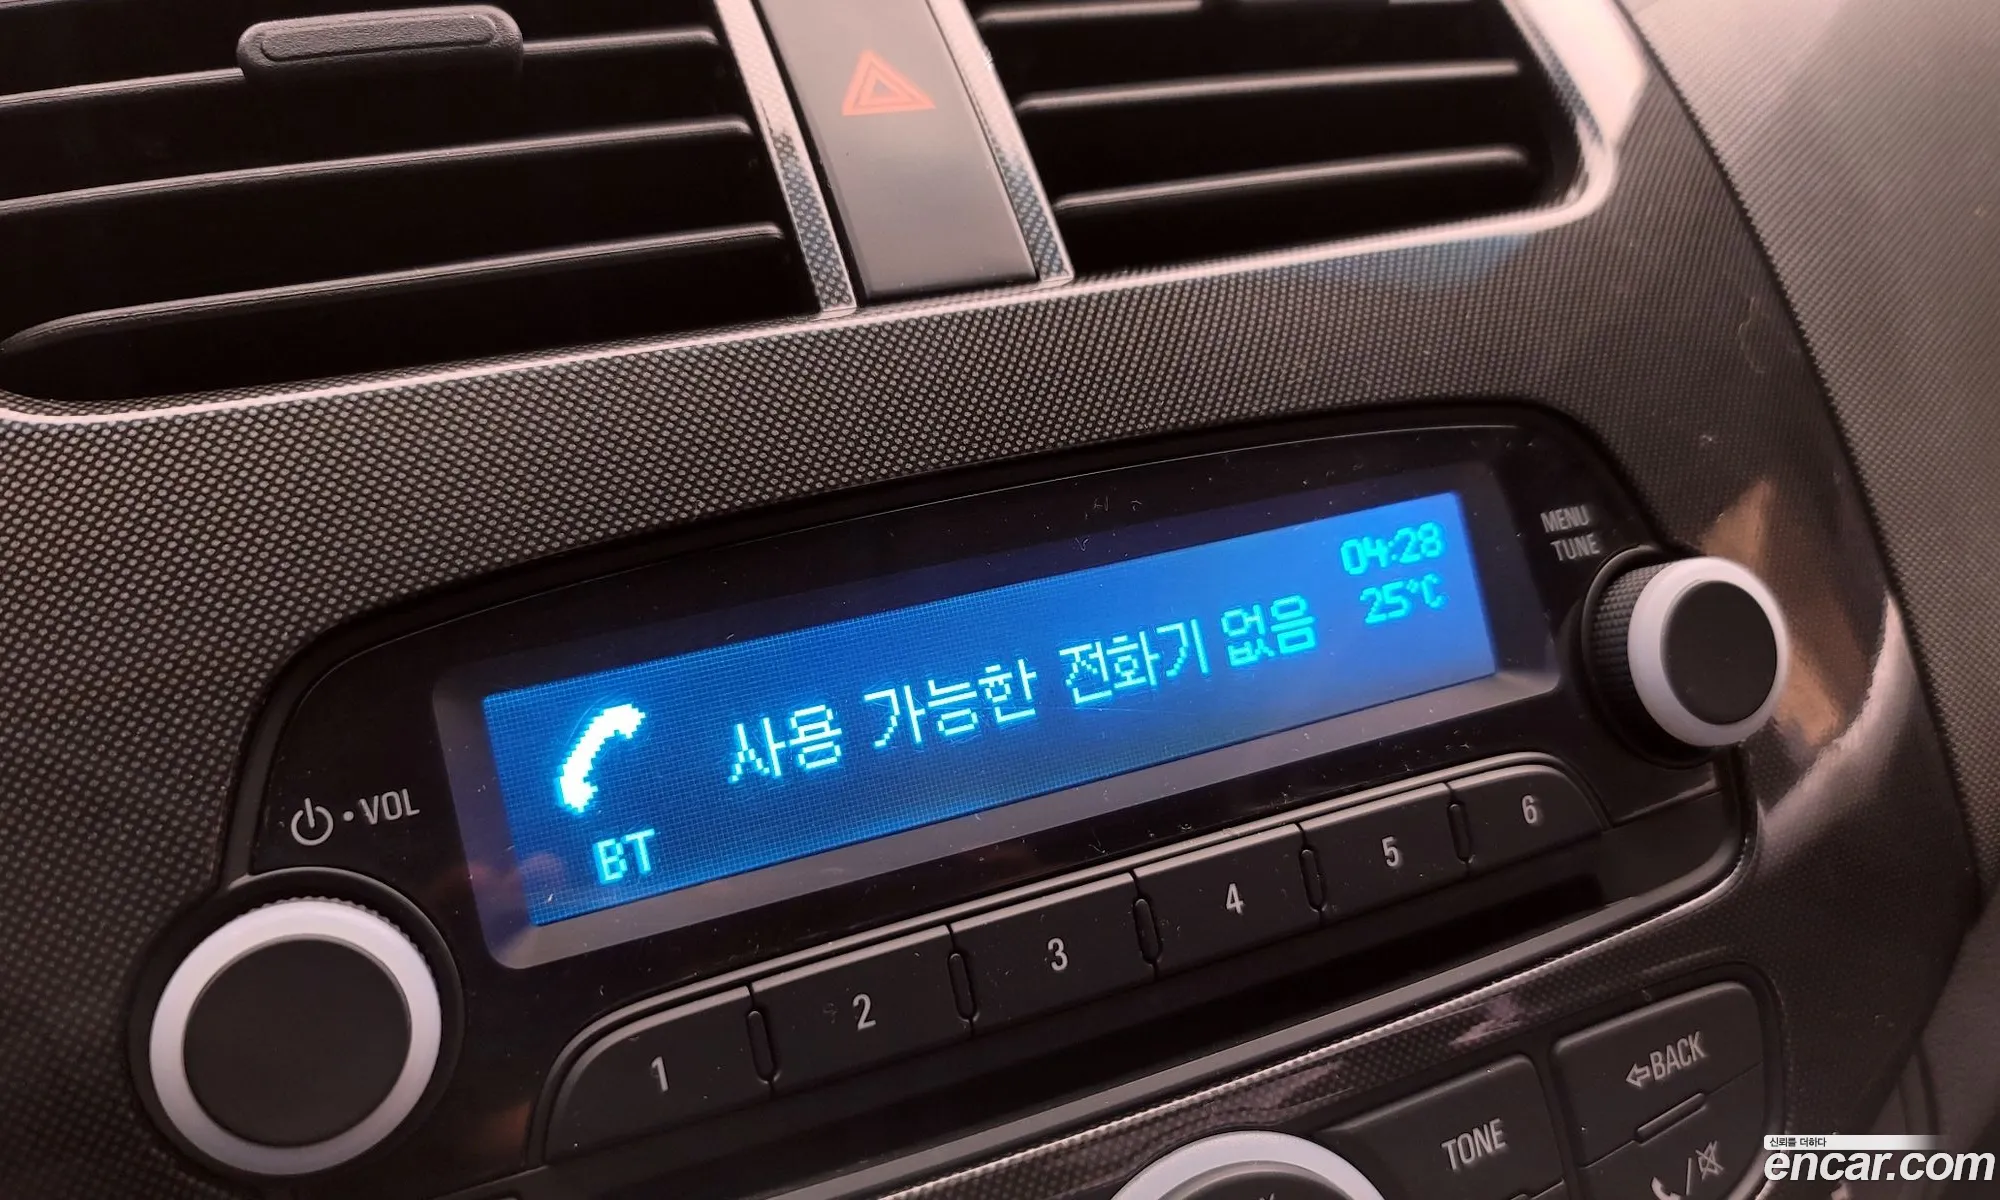 04:28
25°C
사용 가능한 전화기 없음
BT
MENU
TUNE
VOL
1 2 3 4 5 6
BACK
TONE
신뢰를 더하다
encar.com